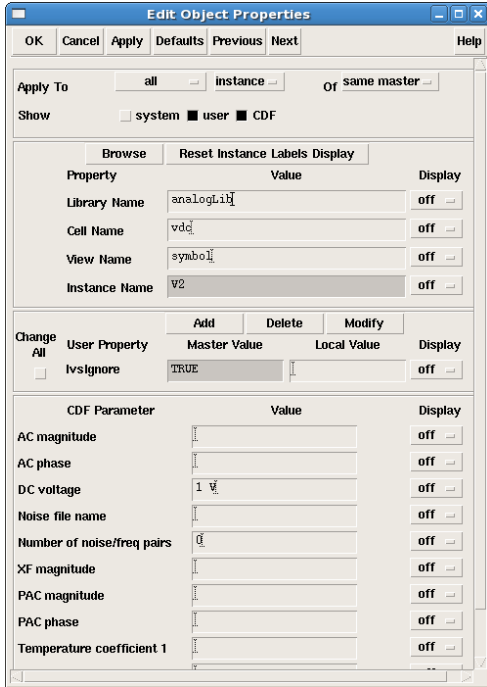 Edit Object Properties
OK Cancel Apply Defaults Previous Next Help
Apply To all instance Of same master
Show system user CDF
Browse Reset Instance Labels Display
Property Value Display
Library Name analogLib off
Cell Name vdc off
View Name symbol off
Instance Name V2 off
Add Delete Modify
Change All User Property Master Value Local Value Display
lvsIgnore TRUE off
CDF Parameter Value Display
AC magnitude off
AC phase off
DC voltage 1 V off
Noise file name off
Number of noise/freq pairs 0 off
XF magnitude off
PAC magnitude off
PAC phase off
Temperature coefficient 1 off